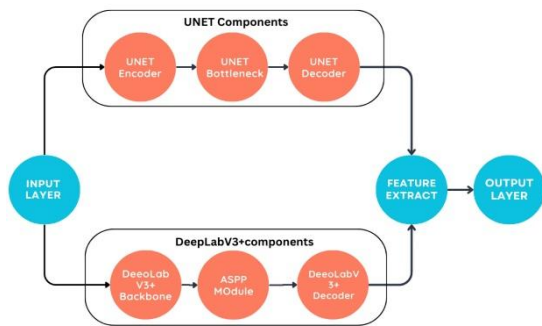 UNET Components
UNET
Encoder
UNET
Bottleneck
UNET
Decoder
INPUT
LAYER
FEATURE
EXTRACT
OUTPUT
LAYER
DeepLabV3+components
DeeoLab
V3+
Backbone
ASPP
MOdule
DeeoLabV
3+
Decoder